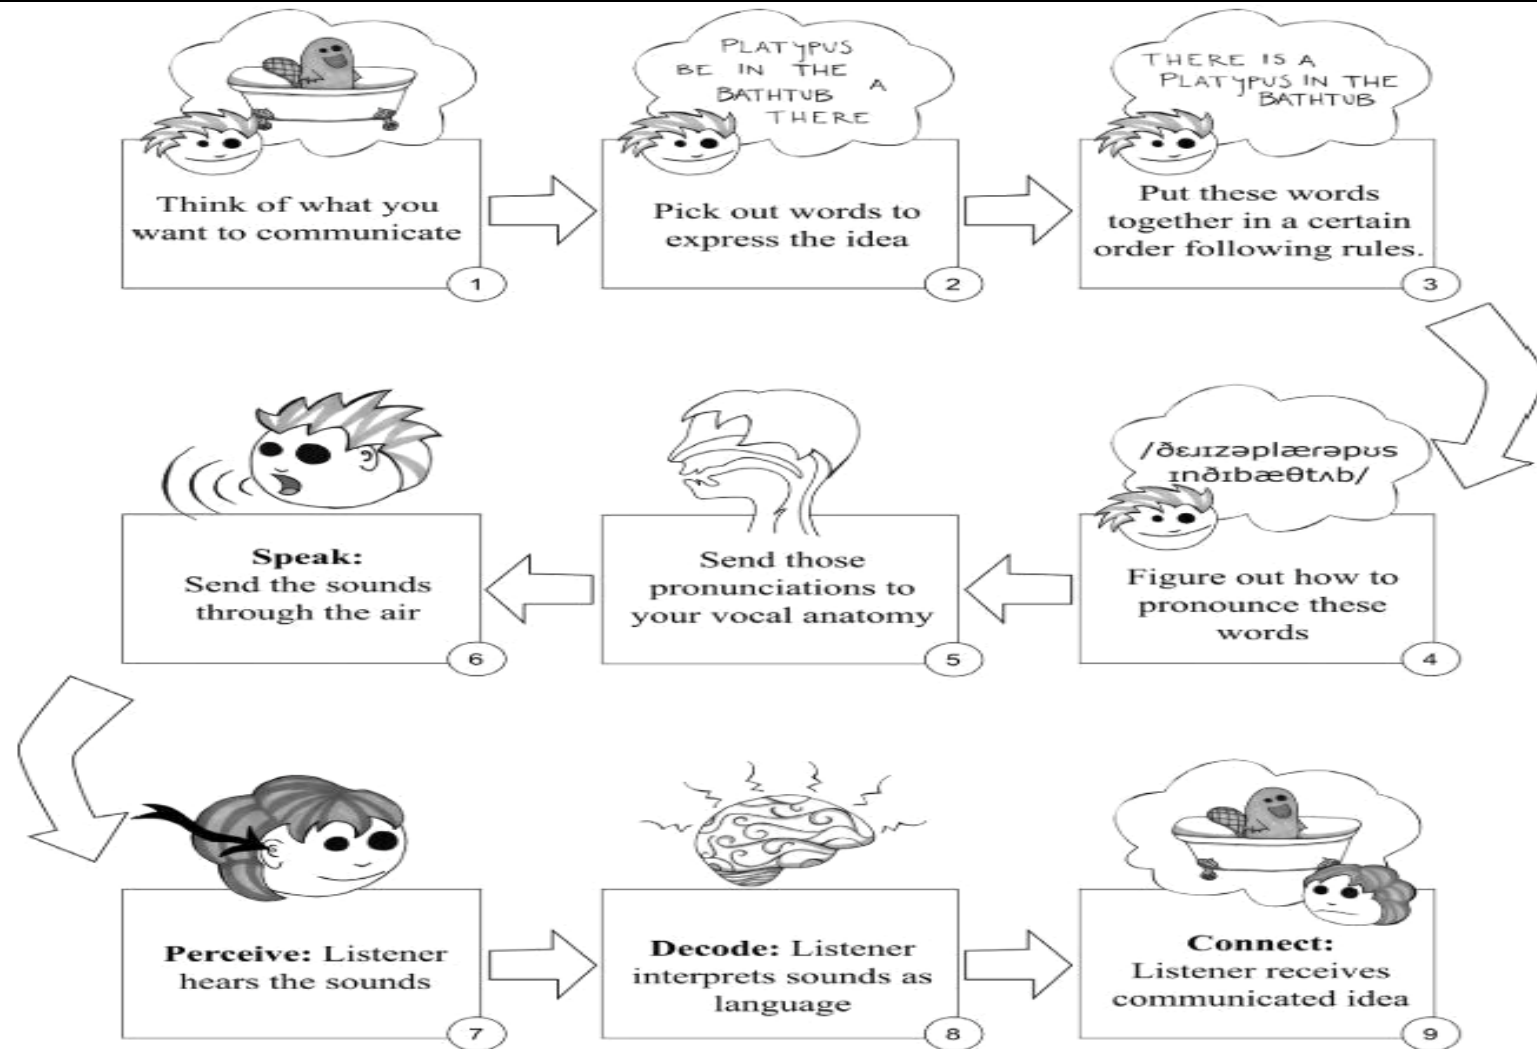 PLATYPUS
BE IN THE
BATHTUB A
THERE
THERE IS A
PLATYPUS IN THE
BATHTUB
Think of what you
want to communicate
1
Pick out words to
express the idea
2
Put these words
together in a certain
order following rules.
3
/ðɛɹɪzəplæɾəpʊs
ɪnðɪbæθtʌb/
Figure out how to
pronounce these
words
4
Send those
pronunciations to
your vocal anatomy
5
Speak:
Send the sounds
through the air
6
Perceive: Listener
hears the sounds
7
Decode: Listener
interprets sounds as
language
8
Connect:
Listener receives
communicated idea
9